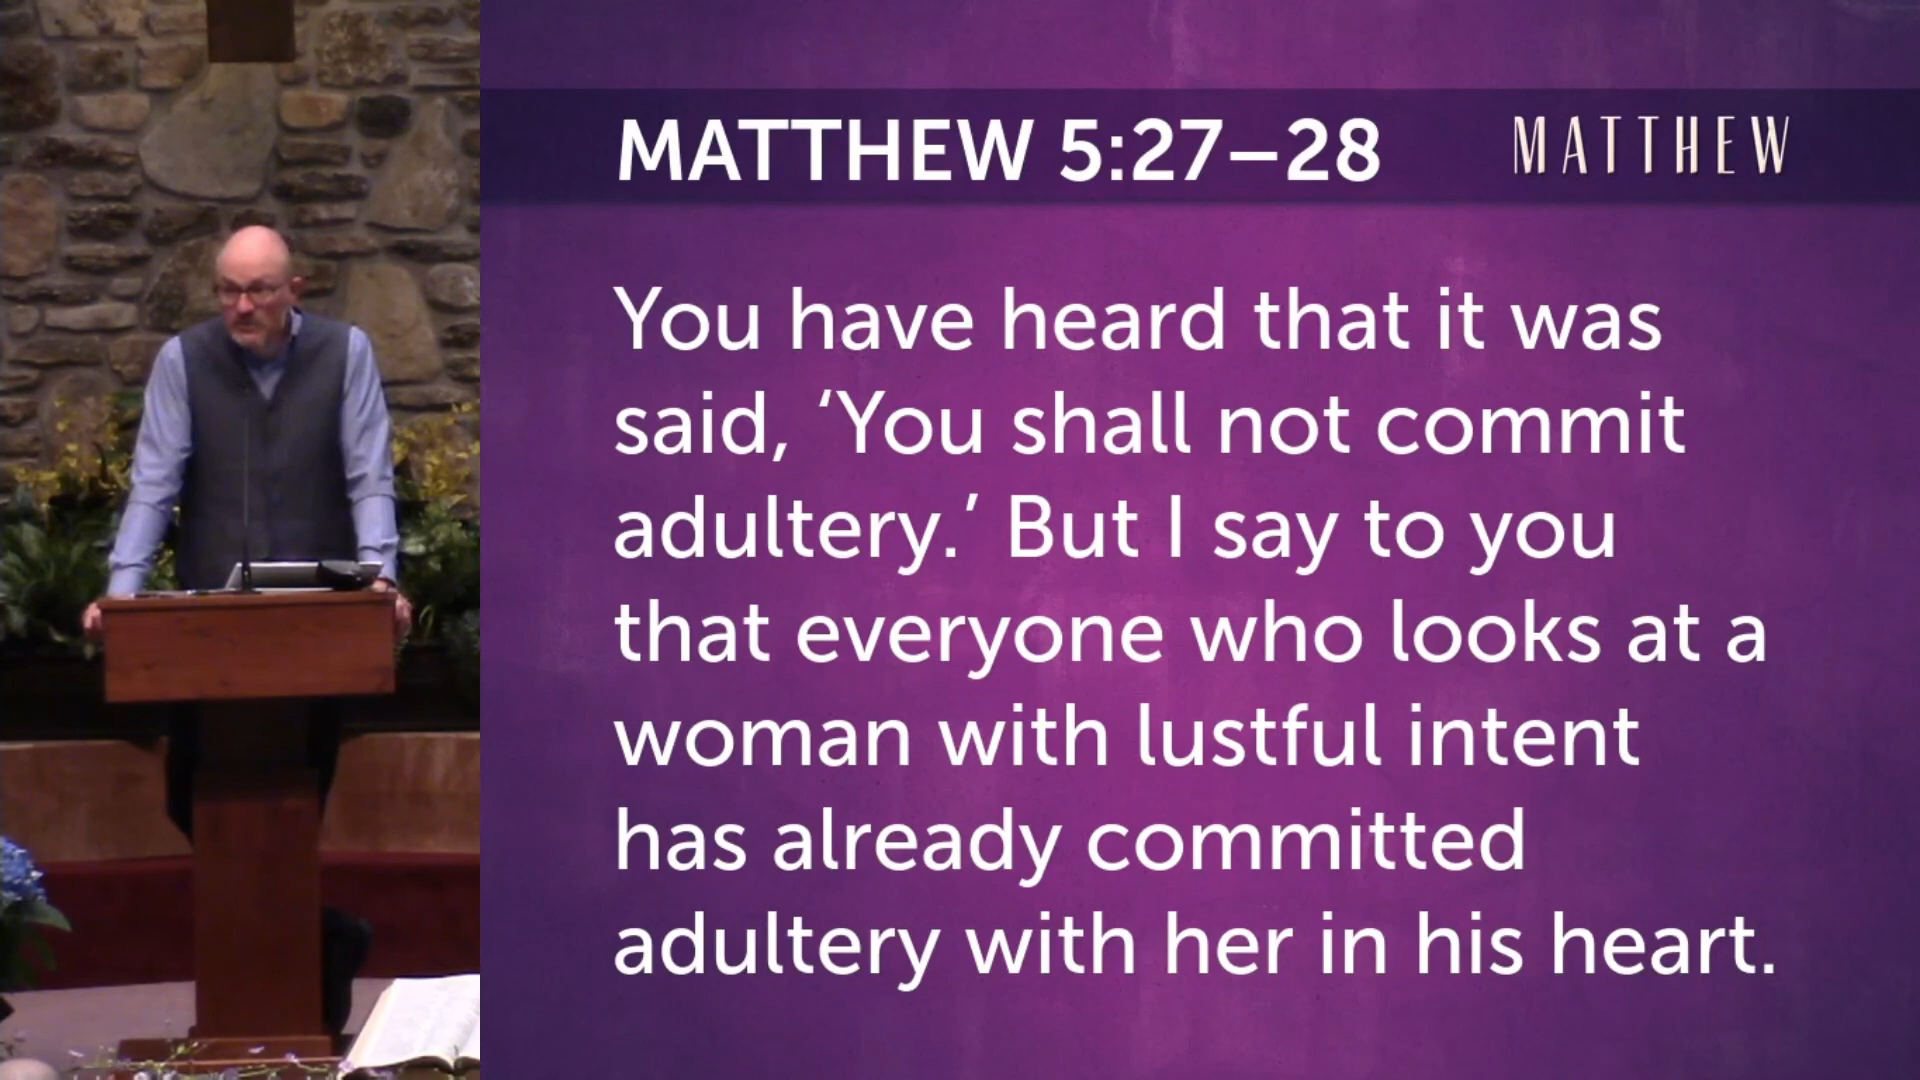 MATTHEW 5:27–28
MATTHEW
You have heard that it was
said, ‘You shall not commit
adultery.’ But I say to you
that everyone who looks at a
woman with lustful intent
has already committed
adultery with her in his heart.